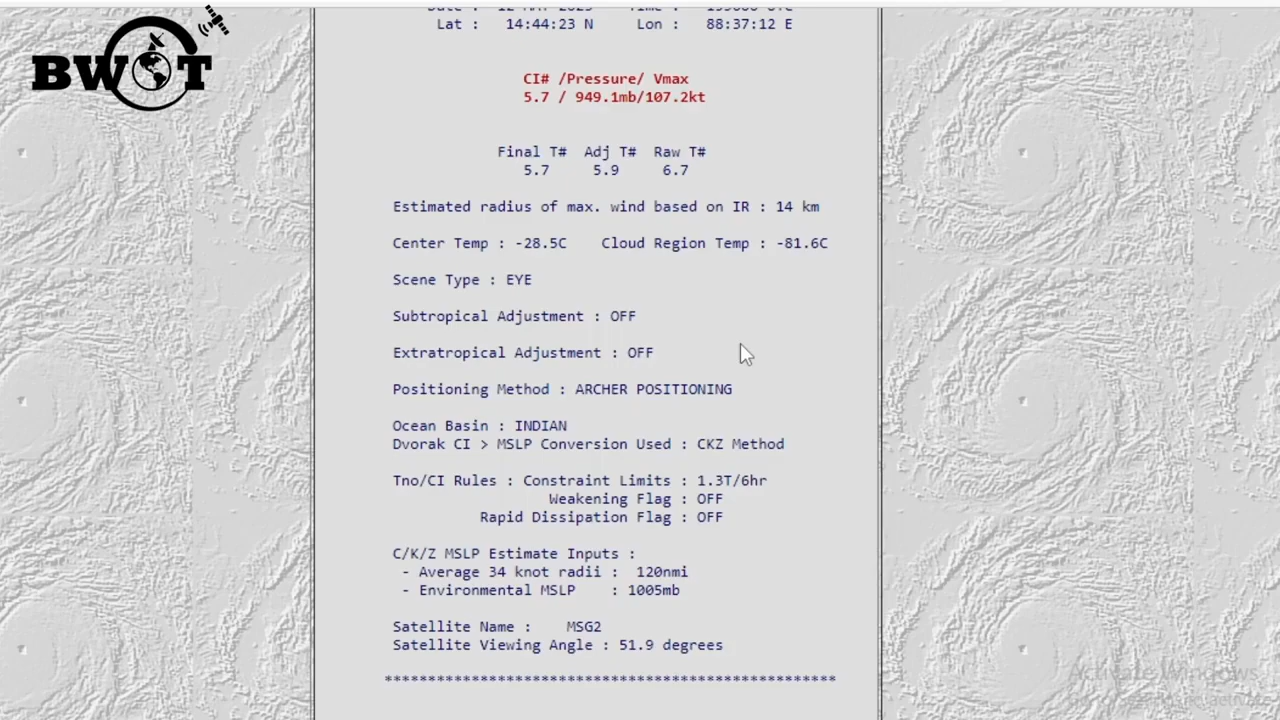 BWOT
Lat : 14:44:23 N Lon : 88:37:12 E
CI# /Pressure/ Vmax
5.7 / 949.1mb/107.2kt
Final T# Adj T# Raw T#
5.7 5.9 6.7
Estimated radius of max. wind based on IR : 14 km
Center Temp : -28.5C Cloud Region Temp : -81.6C
Scene Type : EYE
Subtropical Adjustment : OFF
Extratropical Adjustment : OFF
Positioning Method : ARCHER POSITIONING
Ocean Basin : INDIAN
Dvorak CI > MSLP Conversion Used : CKZ Method
Tno/CI Rules : Constraint Limits : 1.3T/6hr
Weakening Flag : OFF
Rapid Dissipation Flag : OFF
C/K/Z MSLP Estimate Inputs :
- Average 34 knot radii : 120nmi
- Environmental MSLP : 1005mb
Satellite Name : MSG2
Satellite Viewing Angle : 51.9 degrees
****************************************************
Activate Windows